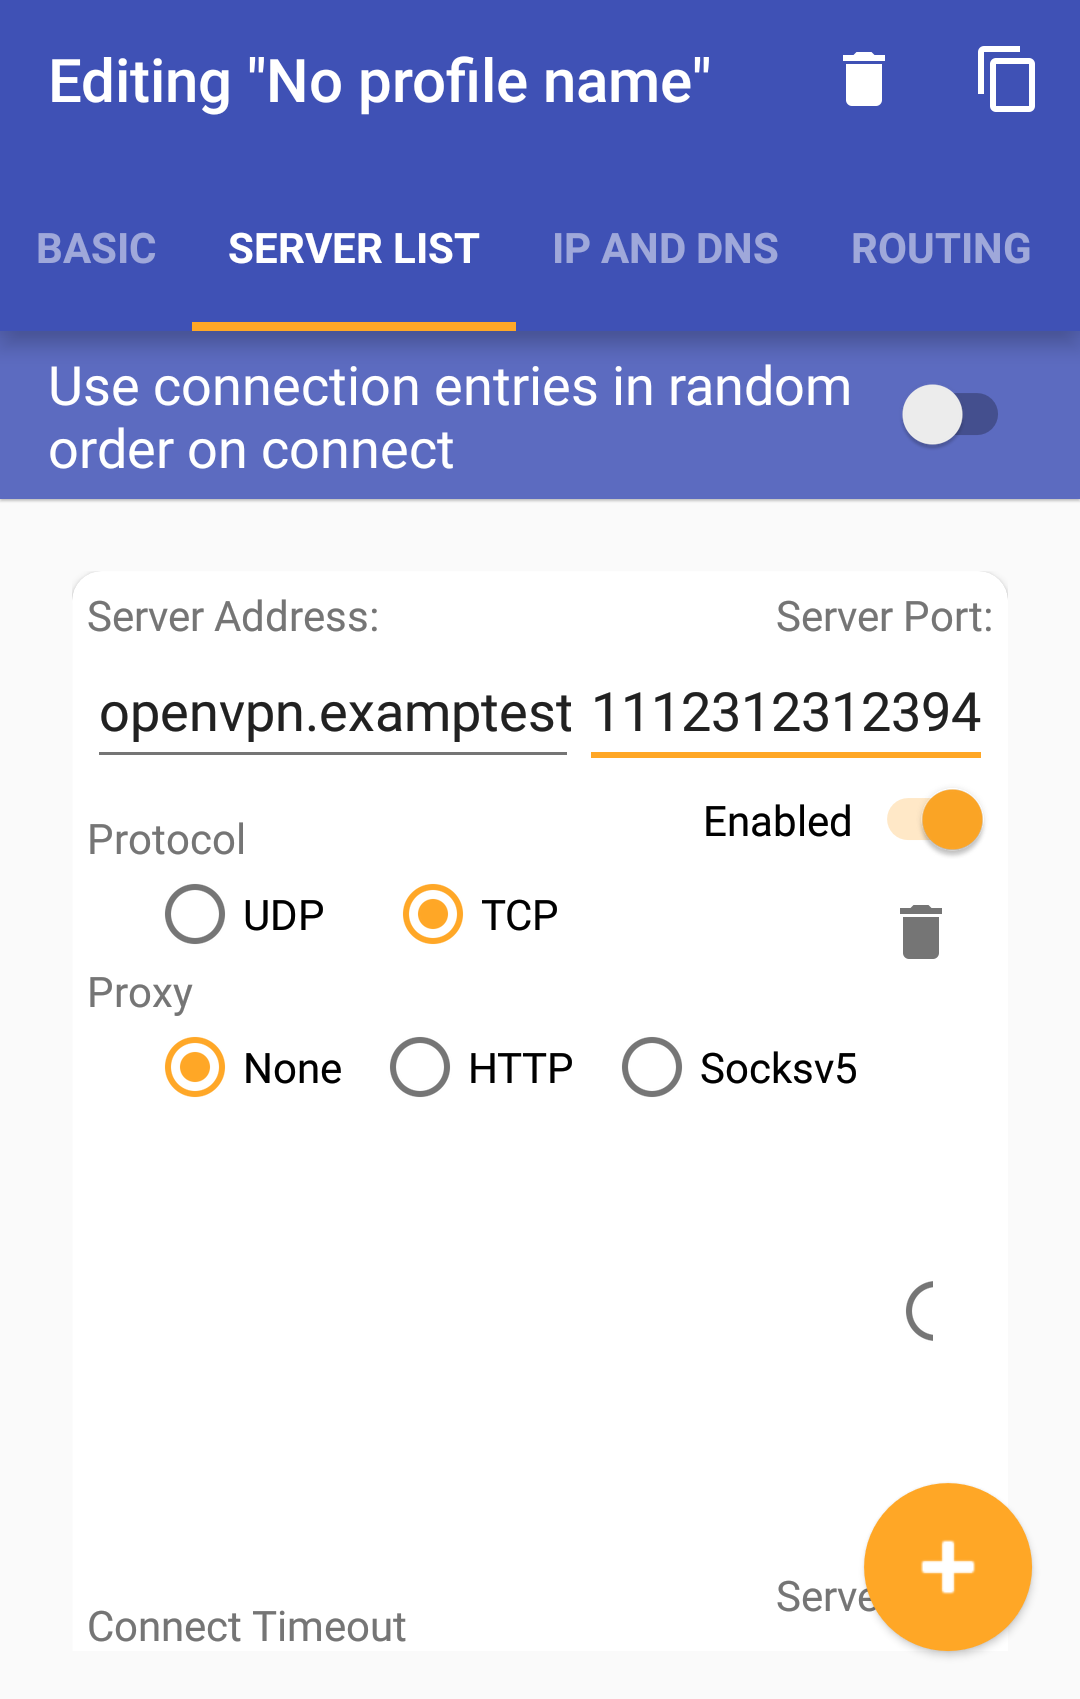 Editing "No profile name"
BASIC SERVER LIST IP AND DNS ROUTING
Use connection entries in random
order on connect
Server Address: Server Port:
openvpn.examptest 1112312312394
Enabled
Protocol
UDP TCP
Proxy
None HTTP Socksv5
Serve
Connect Timeout